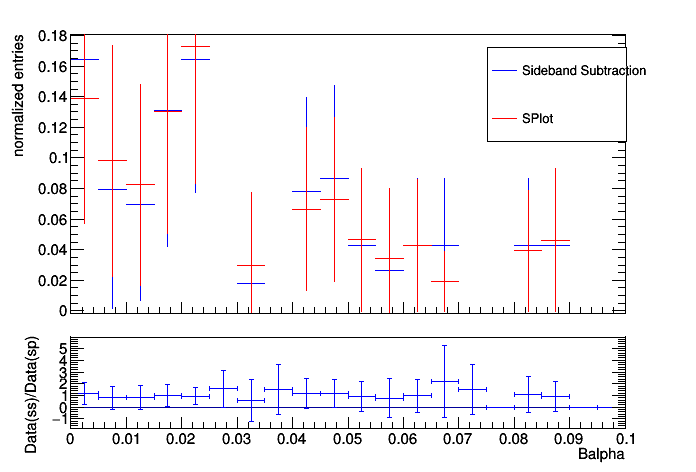 normalized entries
0.18
0.16
0.14
0.12
0.1
0.08
0.06
0.04
0.02
0
Sideband Subtraction
SPlot
Data(ss)/Data(sp)
5
4
3
2
1
0
−1
0 0.01 0.02 0.03 0.04 0.05 0.06 0.07 0.08 0.09 0.1
Balpha